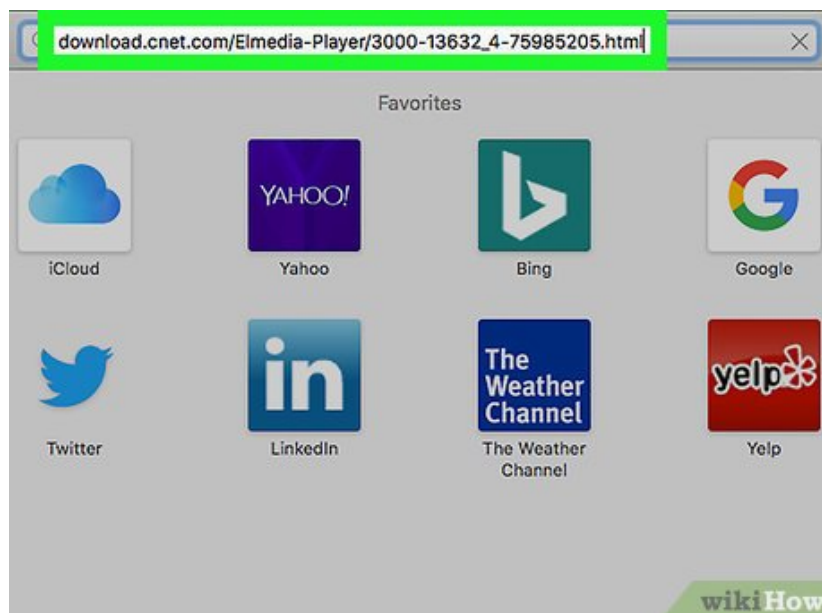 download.cnet.com/Elmedia-Player/3000-13632_4-75985205.html
Favorites
YAHOO!
in
The
Weather
Channel
yelp
iCloud
Yahoo
Bing
Google
Twitter
LinkedIn
The Weather
Channel
Yelp
wikiHow